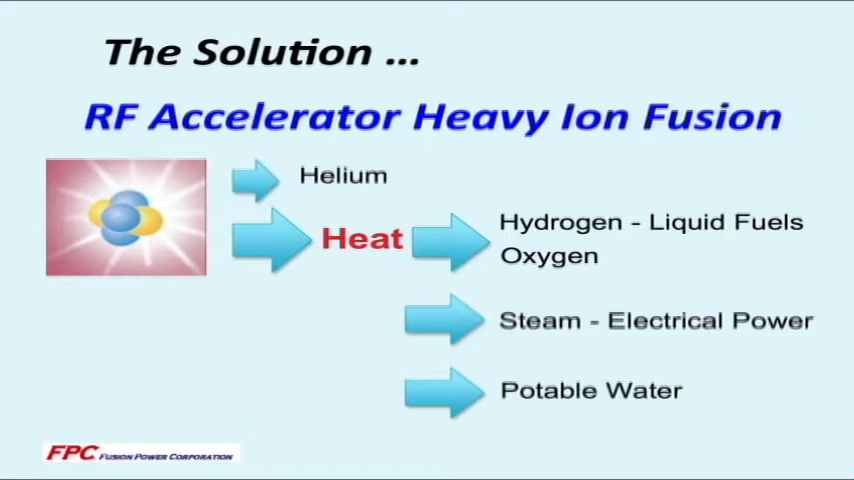 The Solution ...
RF Accelerator Heavy Ion Fusion
Helium
Heat
Hydrogen - Liquid Fuels
Oxygen
Steam - Electrical Power
Potable Water
FPC FUSION POWER CORPORATION